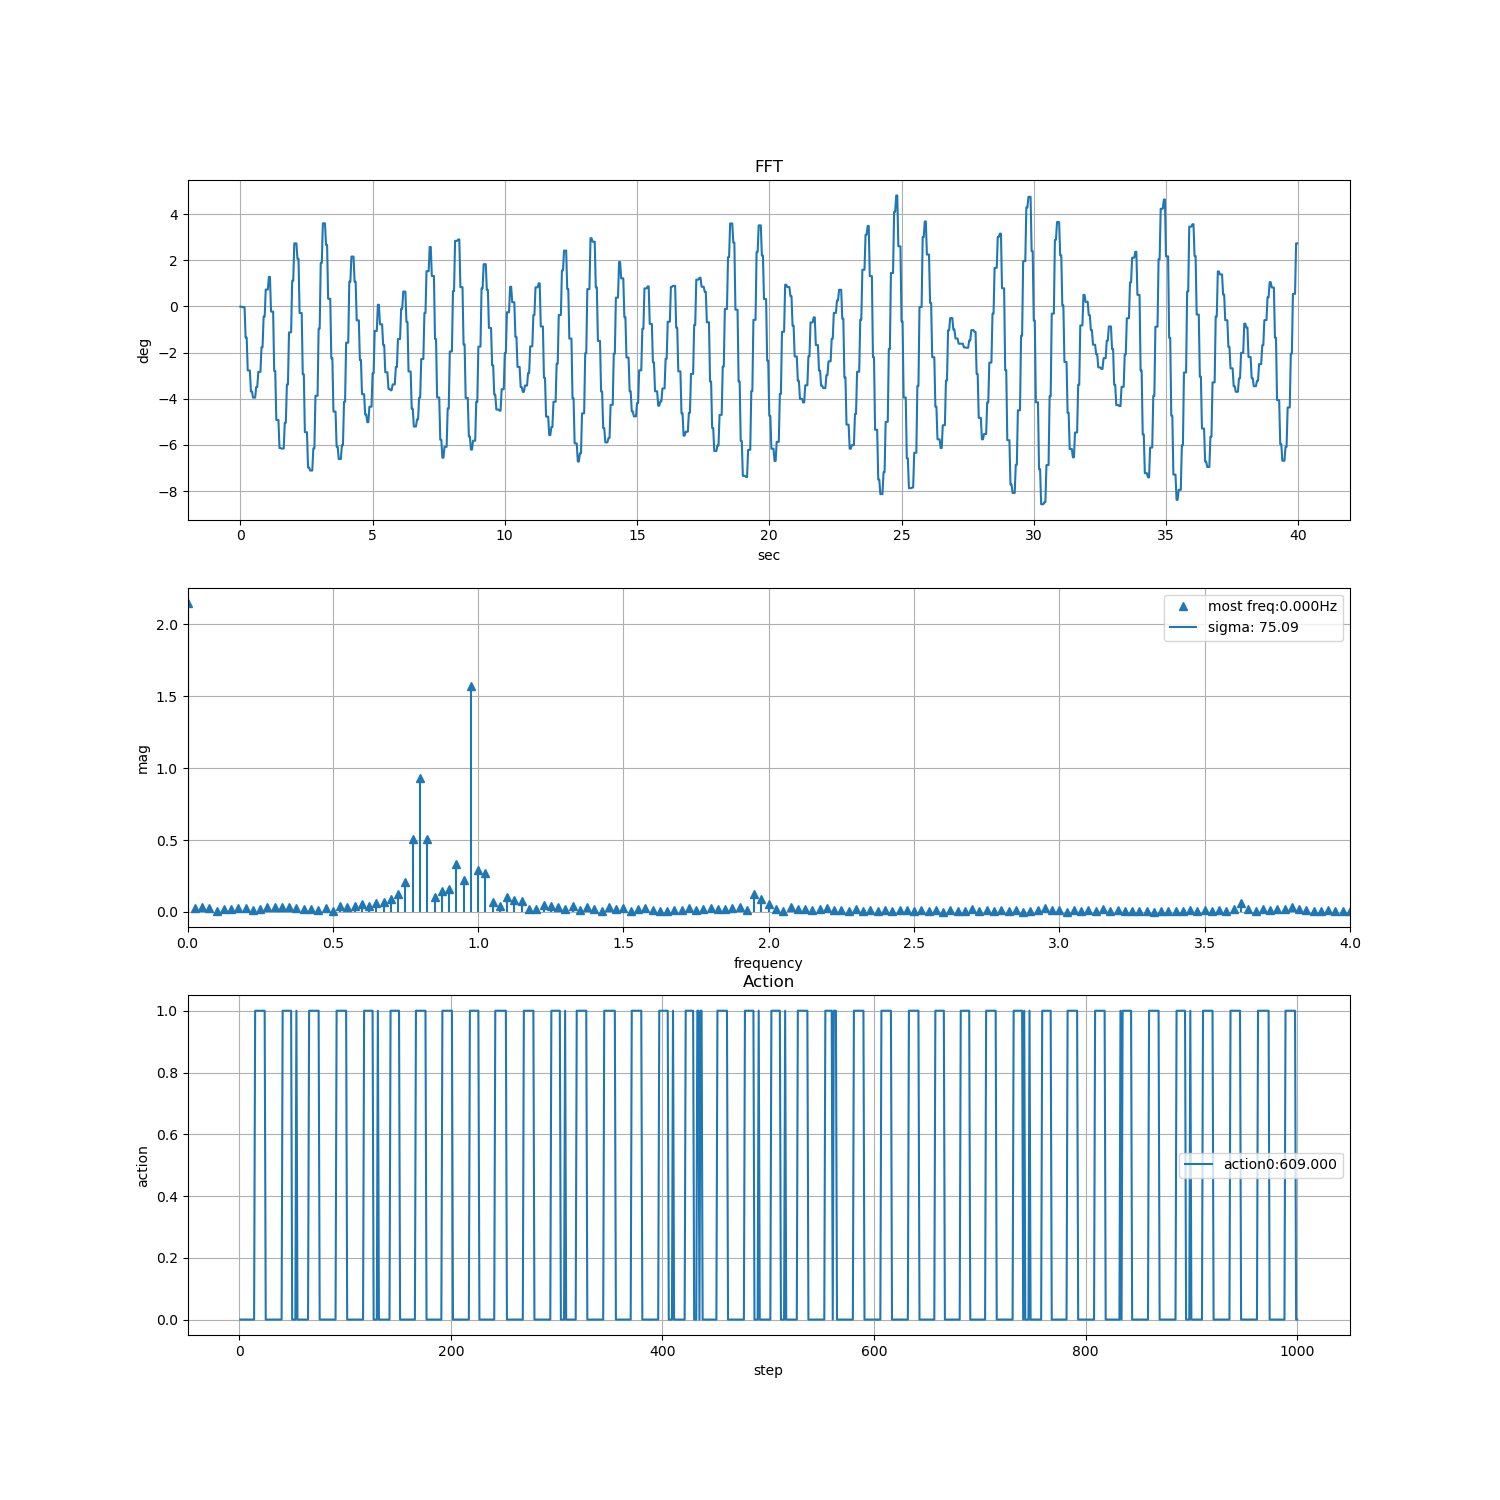 FFT
4
2
0
−2
−4
−6
−8
deg
0 5 10 15 20 25 30 35 40
sec
most freq:0.000Hz
sigma: 75.09
2.0
1.5
1.0
0.5
0.0
mag
0.0 0.5 1.0 1.5 2.0 2.5 3.0 3.5 4.0
frequency
Action
1.0
0.8
0.6
0.4
0.2
0.0
action
action0:609.000
0 200 400 600 800 1000
step